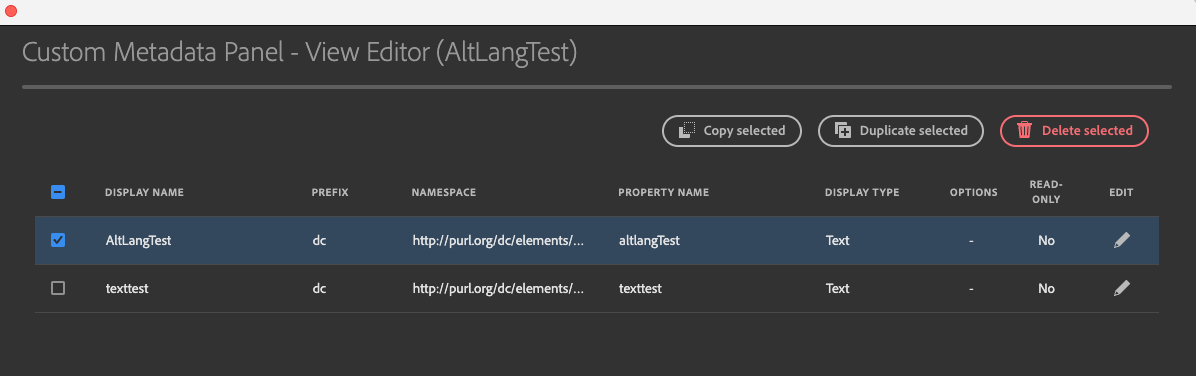 Custom Metadata Panel - View Editor (AltLangTest)
Copy selected Duplicate selected Delete selected
DISPLAY NAME PREFIX NAMESPACE PROPERTY NAME DISPLAY TYPE OPTIONS READ-ONLY EDIT
AltLangTest dc http://purl.org/dc/elements/... altlangTest Text - No
texttest dc http://purl.org/dc/elements/... texttest Text - No